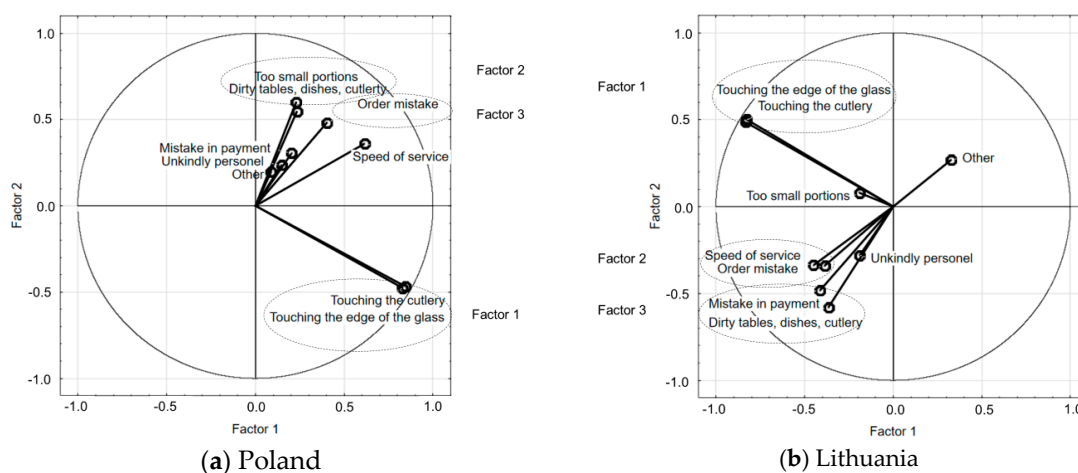 1.0
0.5
0.0
-0.5
-1.0
Factor 2
-1.0
-0.5
0.0
0.5
1.0
Factor 1
Too small portions
Dirty tables, dishes, cutlerty
Order mistake
Mistake in payment
Unkindly personel
Other
Speed of service
Touching the cutlery
Touching the edge of the glass
Factor 2
Factor 3
Factor 1
(a) Poland
1.0
0.5
0.0
-0.5
-1.0
Factor 2
-1.0
-0.5
0.0
0.5
1.0
Factor 1
Factor 1
Touching the edge of the glass
Touching the cutlery
Other
Too small portions
Factor 2
Speed of service
Order mistake
Unkindly personel
Factor 3
Mistake in payment
Dirty tables, dishes, cutlery
(b) Lithuania